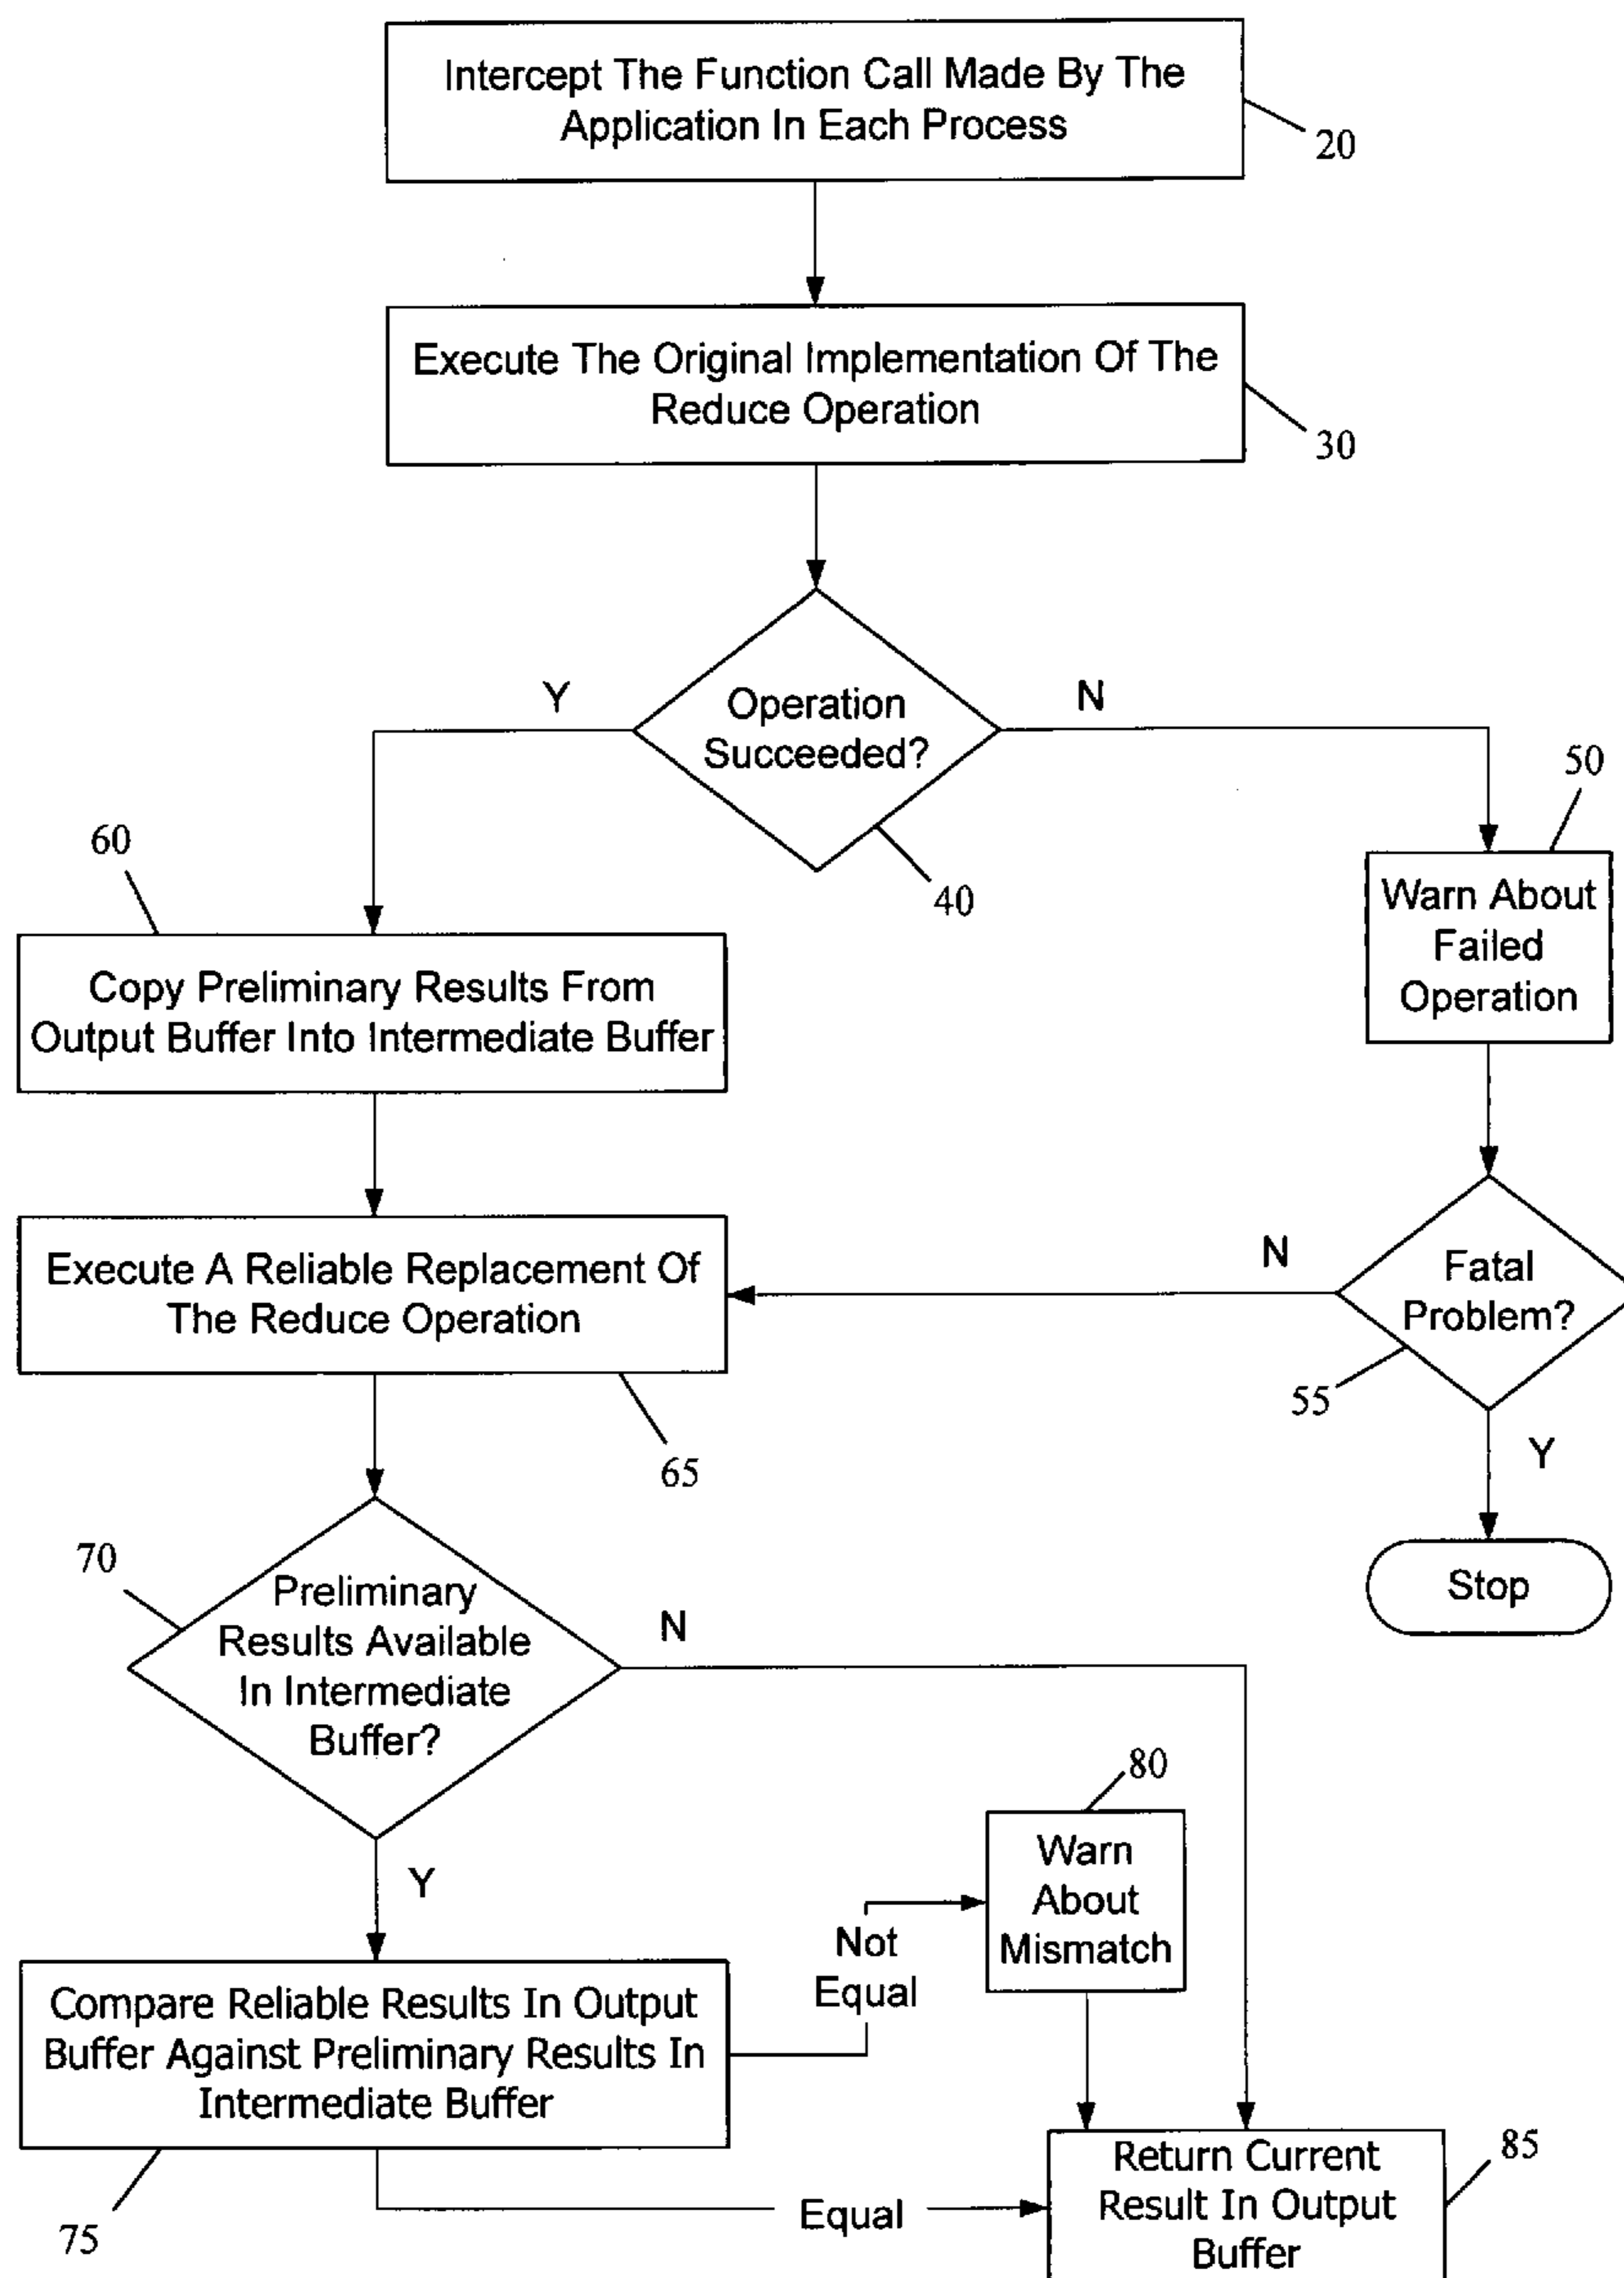 Intercept The Function Call Made By The
Application In Each Process
20
Execute The Original Implementation Of The
Reduce Operation
30
Y
Operation
Succeeded?
N
40
50
Warn About
Failed
Operation
60
Copy Preliminary Results From
Output Buffer Into Intermediate Buffer
Execute A Reliable Replacement Of
The Reduce Operation
65
N
Fatal
Problem?
55
Y
Stop
70
Preliminary
Results Available
In Intermediate
Buffer?
N
Y
80
Warn
About
Mismatch
Not
Equal
Compare Reliable Results In Output
Buffer Against Preliminary Results In
Intermediate Buffer
75
Equal
Return Current
Result In Output
Buffer
85